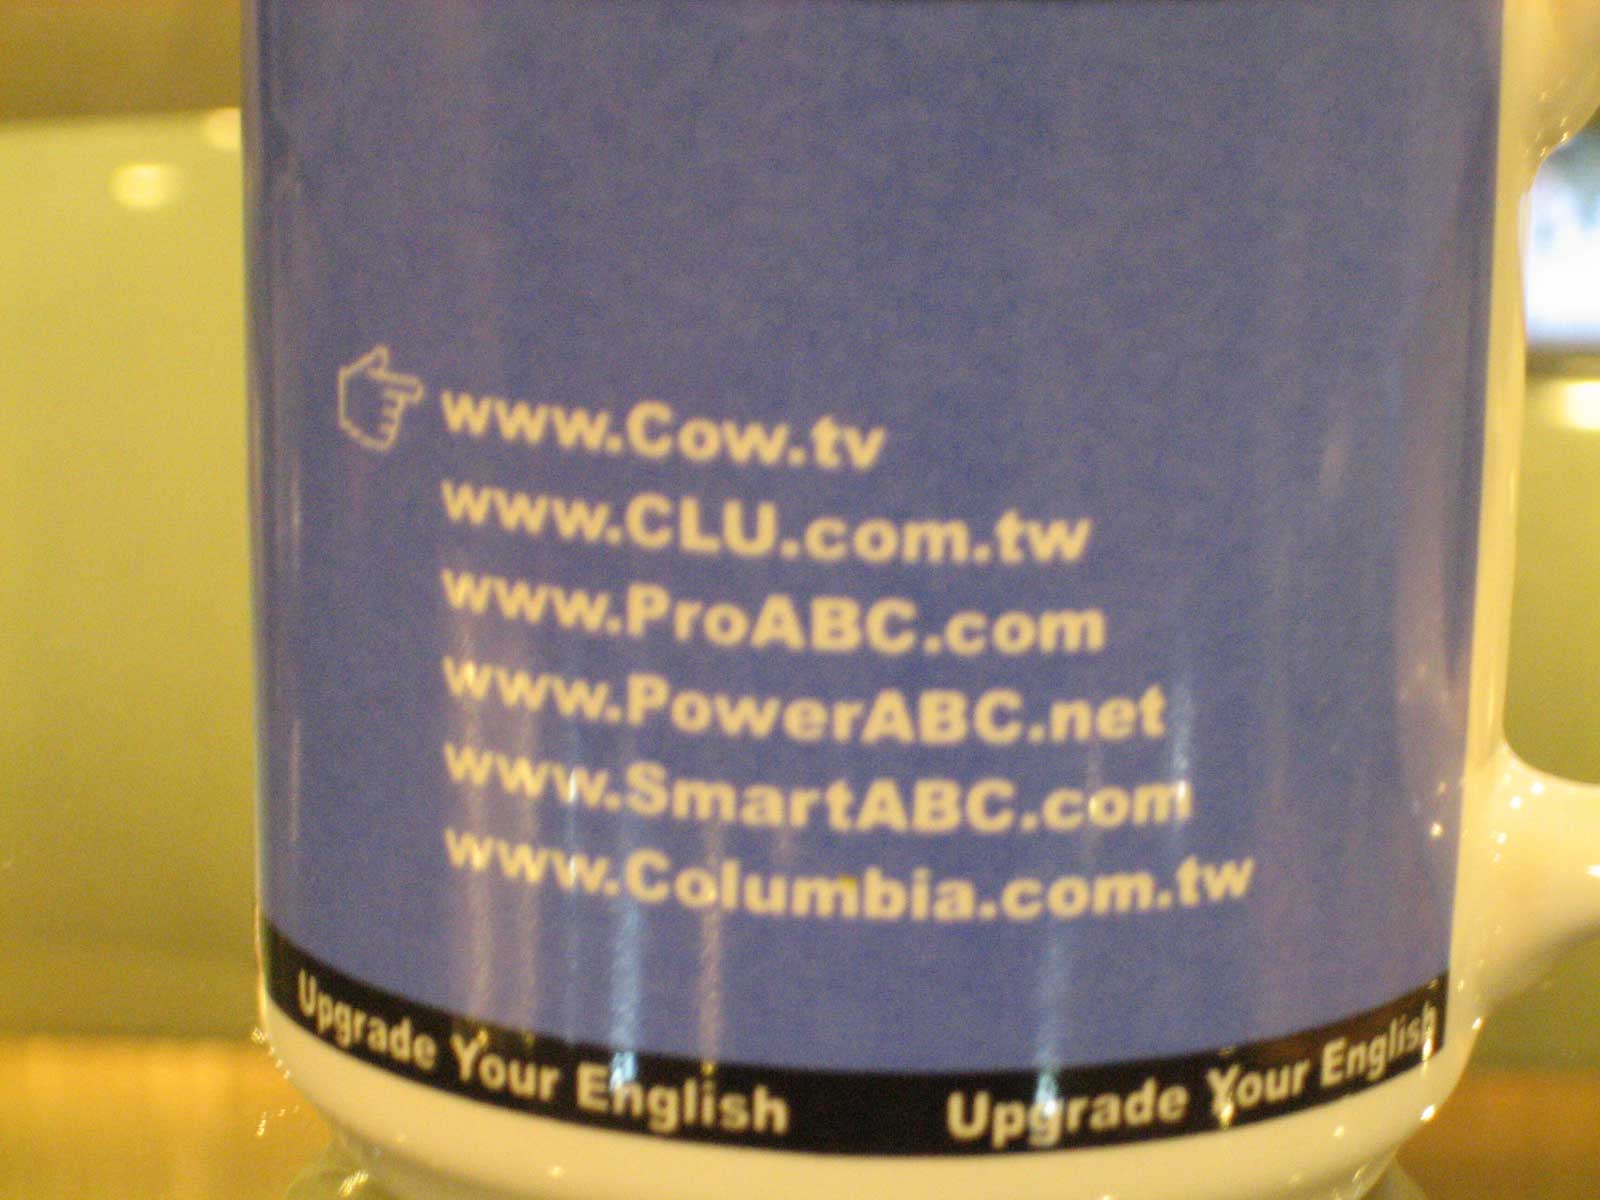 www.Cow.tv
www.CLU.com.tw
www.ProABC.com
www.PowerABC.net
www.SmartABC.com
www.Columbia.com.tw
Upgrade Your English Upgrade Your English